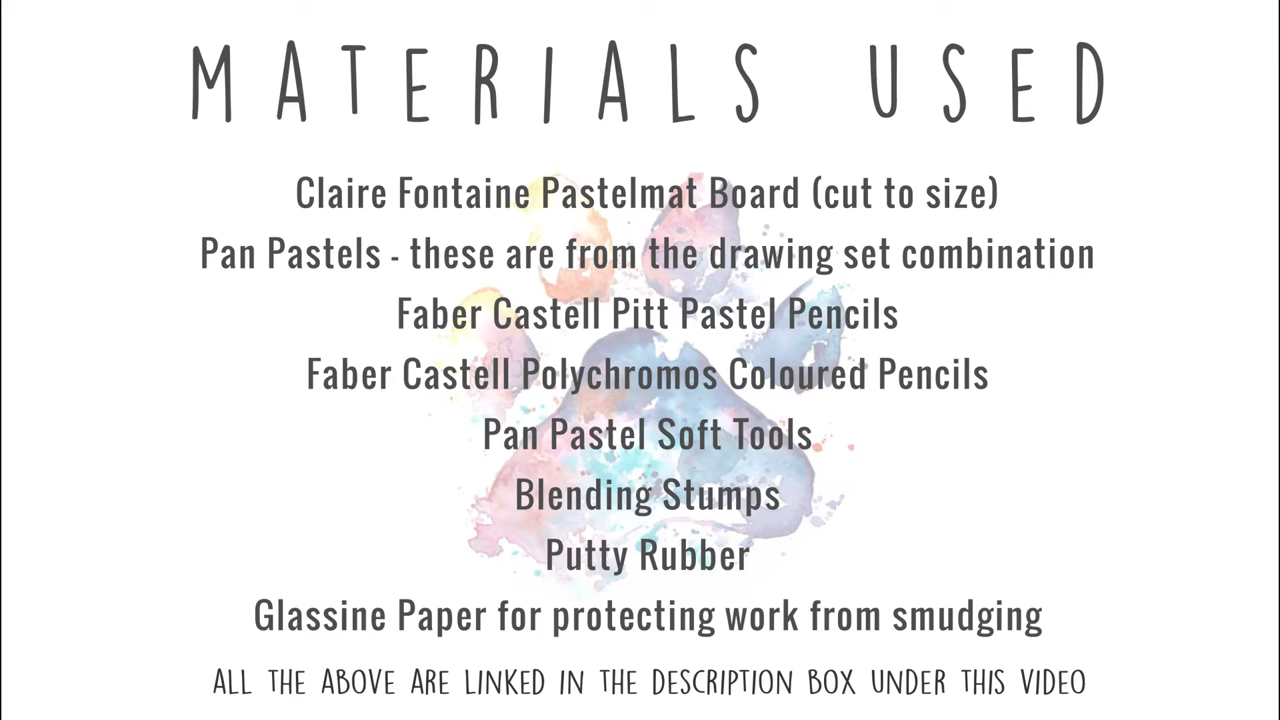 MATERIALS USED
Claire Fontaine Pastelmat Board (cut to size)
Pan Pastels - these are from the drawing set combination
Faber Castell Pitt Pastel Pencils
Faber Castell Polychromos Coloured Pencils
Pan Pastel Soft Tools
Blending Stumps
Putty Rubber
Glassine Paper for protecting work from smudging
ALL THE ABOVE ARE LINKED IN THE DESCRIPTION BOX UNDER THIS VIDEO